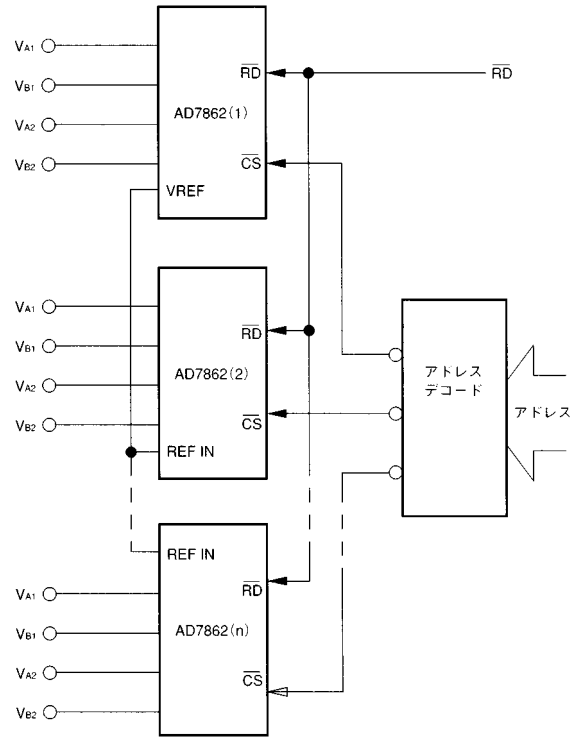 VA1
VB1
VA2
VB2
RD
AD7862(1)
CS
VREF
RD
VA1
VB1
VA2
VB2
RD
AD7862(2)
CS
REF IN
アドレス
デコード
アドレス
REF IN
VA1
VB1
VA2
VB2
RD
AD7862(n)
CS